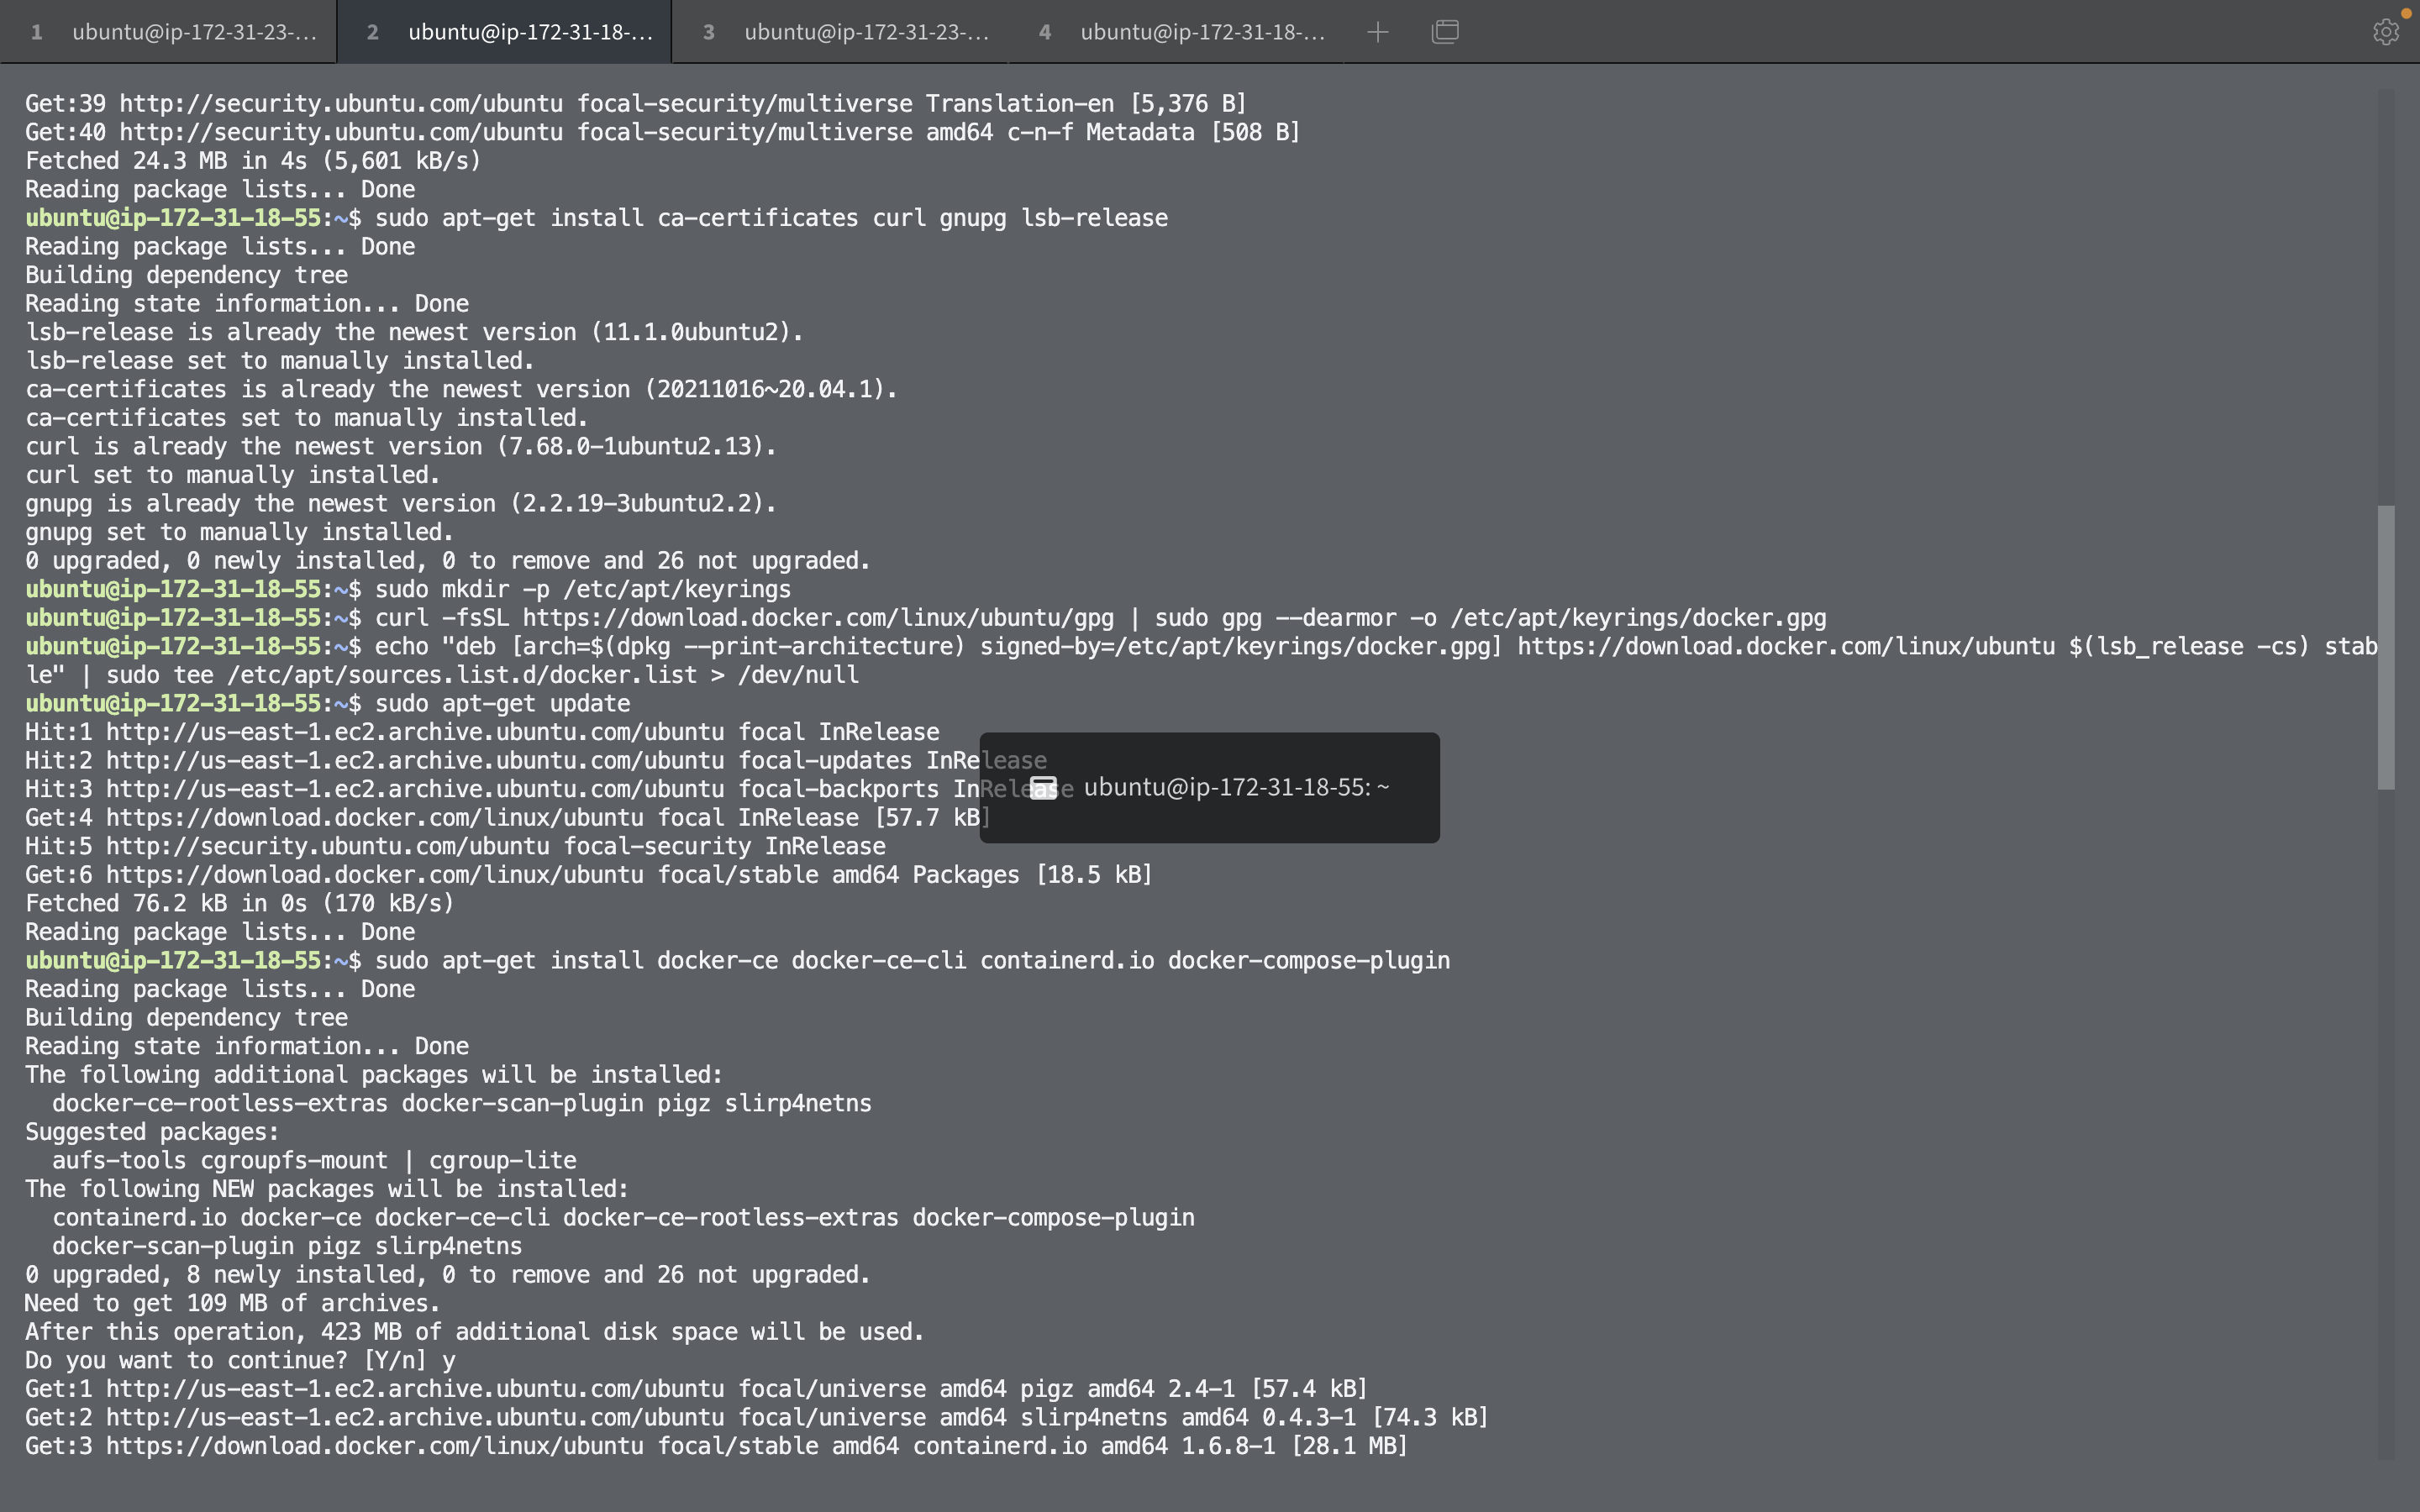 1 ubuntu@ip-172-31-23-... 2 ubuntu@ip-172-31-18-... 3 ubuntu@ip-172-31-23-... 4 ubuntu@ip-172-31-18-...
Get:39 http://security.ubuntu.com/ubuntu focal-security/multiverse Translation-en [5,376 B]
Get:40 http://security.ubuntu.com/ubuntu focal-security/multiverse amd64 c-n-f Metadata [508 B]
Fetched 24.3 MB in 4s (5,601 kB/s)
Reading package lists... Done
ubuntu@ip-172-31-18-55:~$ sudo apt-get install ca-certificates curl gnupg lsb-release
Reading package lists... Done
Building dependency tree
Reading state information... Done
lsb-release is already the newest version (11.1.0ubuntu2).
lsb-release set to manually installed.
ca-certificates is already the newest version (20211016~20.04.1).
ca-certificates set to manually installed.
curl is already the newest version (7.68.0-1ubuntu2.13).
curl set to manually installed.
gnupg is already the newest version (2.2.19-3ubuntu2.2).
gnupg set to manually installed.
0 upgraded, 0 newly installed, 0 to remove and 26 not upgraded.
ubuntu@ip-172-31-18-55:~$ sudo mkdir -p /etc/apt/keyrings
ubuntu@ip-172-31-18-55:~$ curl -fsSL https://download.docker.com/linux/ubuntu/gpg | sudo gpg --dearmor -o /etc/apt/keyrings/docker.gpg
ubuntu@ip-172-31-18-55:~$ echo "deb [arch=$(dpkg --print-architecture) signed-by=/etc/apt/keyrings/docker.gpg] https://download.docker.com/linux/ubuntu $(lsb_release -cs) stab
le" | sudo tee /etc/apt/sources.list.d/docker.list > /dev/null
ubuntu@ip-172-31-18-55:~$ sudo apt-get update
Hit:1 http://us-east-1.ec2.archive.ubuntu.com/ubuntu focal InRelease
Hit:2 http://us-east-1.ec2.archive.ubuntu.com/ubuntu focal-updates InRelease
Hit:3 http://us-east-1.ec2.archive.ubuntu.com/ubuntu focal-backports InRelease
ubuntu@ip-172-31-18-55: ~
Get:4 https://download.docker.com/linux/ubuntu focal InRelease [57.7 kB]
Hit:5 http://security.ubuntu.com/ubuntu focal-security InRelease
Get:6 https://download.docker.com/linux/ubuntu focal/stable amd64 Packages [18.5 kB]
Fetched 76.2 kB in 0s (170 kB/s)
Reading package lists... Done
ubuntu@ip-172-31-18-55:~$ sudo apt-get install docker-ce docker-ce-cli containerd.io docker-compose-plugin
Reading package lists... Done
Building dependency tree
Reading state information... Done
The following additional packages will be installed:
  docker-ce-rootless-extras docker-scan-plugin pigz slirp4netns
Suggested packages:
  aufs-tools cgroupfs-mount | cgroup-lite
The following NEW packages will be installed:
  containerd.io docker-ce docker-ce-cli docker-ce-rootless-extras docker-compose-plugin
  docker-scan-plugin pigz slirp4netns
0 upgraded, 8 newly installed, 0 to remove and 26 not upgraded.
Need to get 109 MB of archives.
After this operation, 423 MB of additional disk space will be used.
Do you want to continue? [Y/n] y
Get:1 http://us-east-1.ec2.archive.ubuntu.com/ubuntu focal/universe amd64 pigz amd64 2.4-1 [57.4 kB]
Get:2 http://us-east-1.ec2.archive.ubuntu.com/ubuntu focal/universe amd64 slirp4netns amd64 0.4.3-1 [74.3 kB]
Get:3 https://download.docker.com/linux/ubuntu focal/stable amd64 containerd.io amd64 1.6.8-1 [28.1 MB]